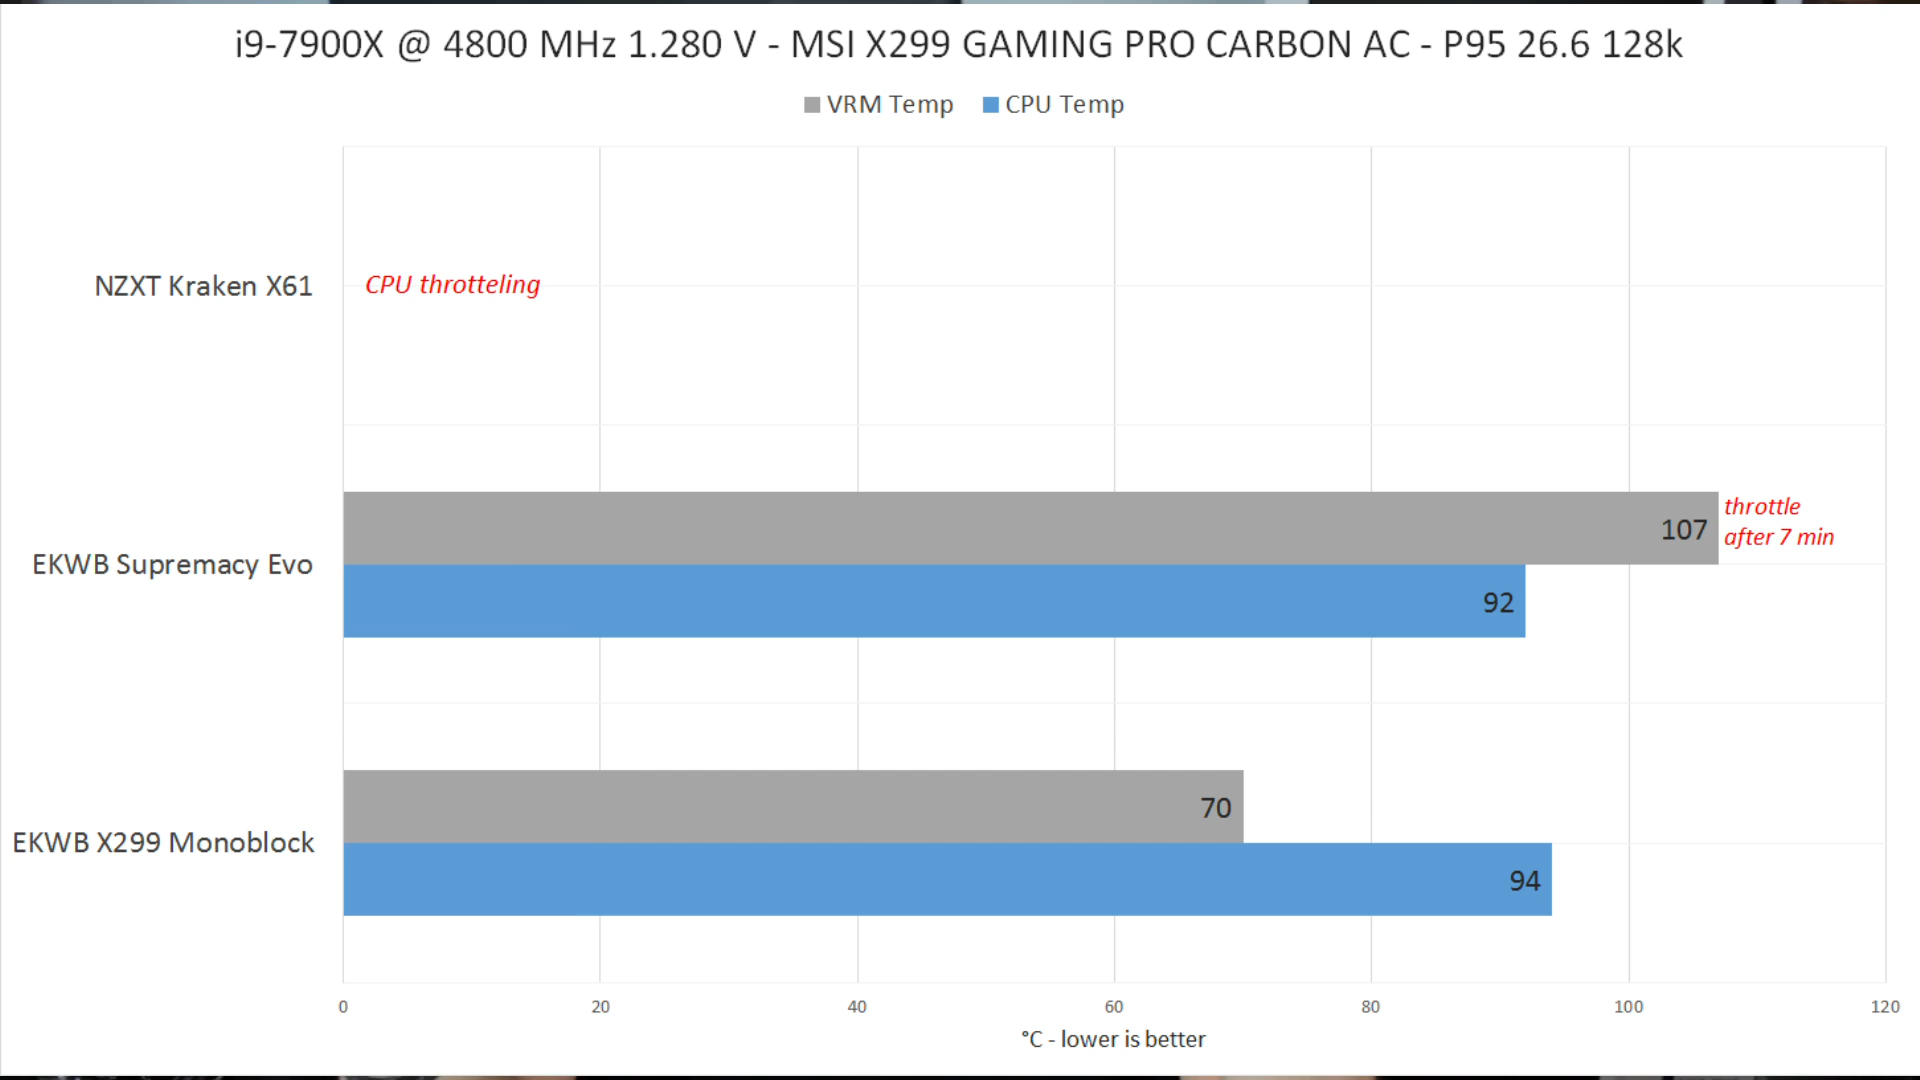 i9-7900X @ 4800 MHz 1.280 V - MSI X299 GAMING PRO CARBON AC - P95 26.6 128k
VRM Temp CPU Temp
NZXT Kraken X61 CPU throtteling
EKWB Supremacy Evo
107
throttle
after 7 min
92
EKWB X299 Monoblock
70
94
0 20 40 60 80 100 120
°C - lower is better